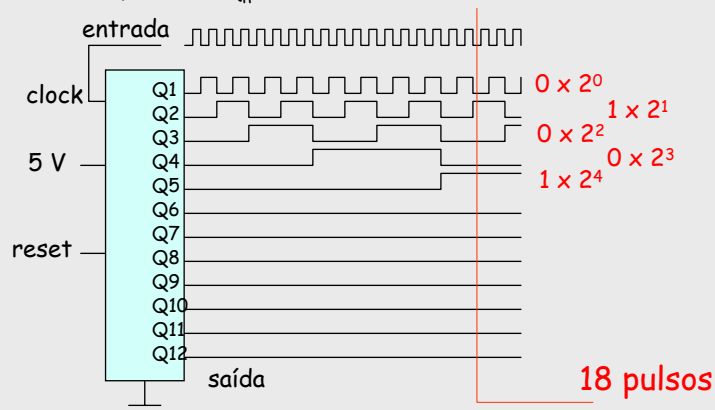 entrada
clock
Q1
0 x 2⁰
Q2
1 x 2¹
Q3
0 x 2²
5 V
Q4
0 x 2³
Q5
1 x 2⁴
Q6
Q7
reset
Q8
Q9
Q10
Q11
Q12
saída
18 pulsos